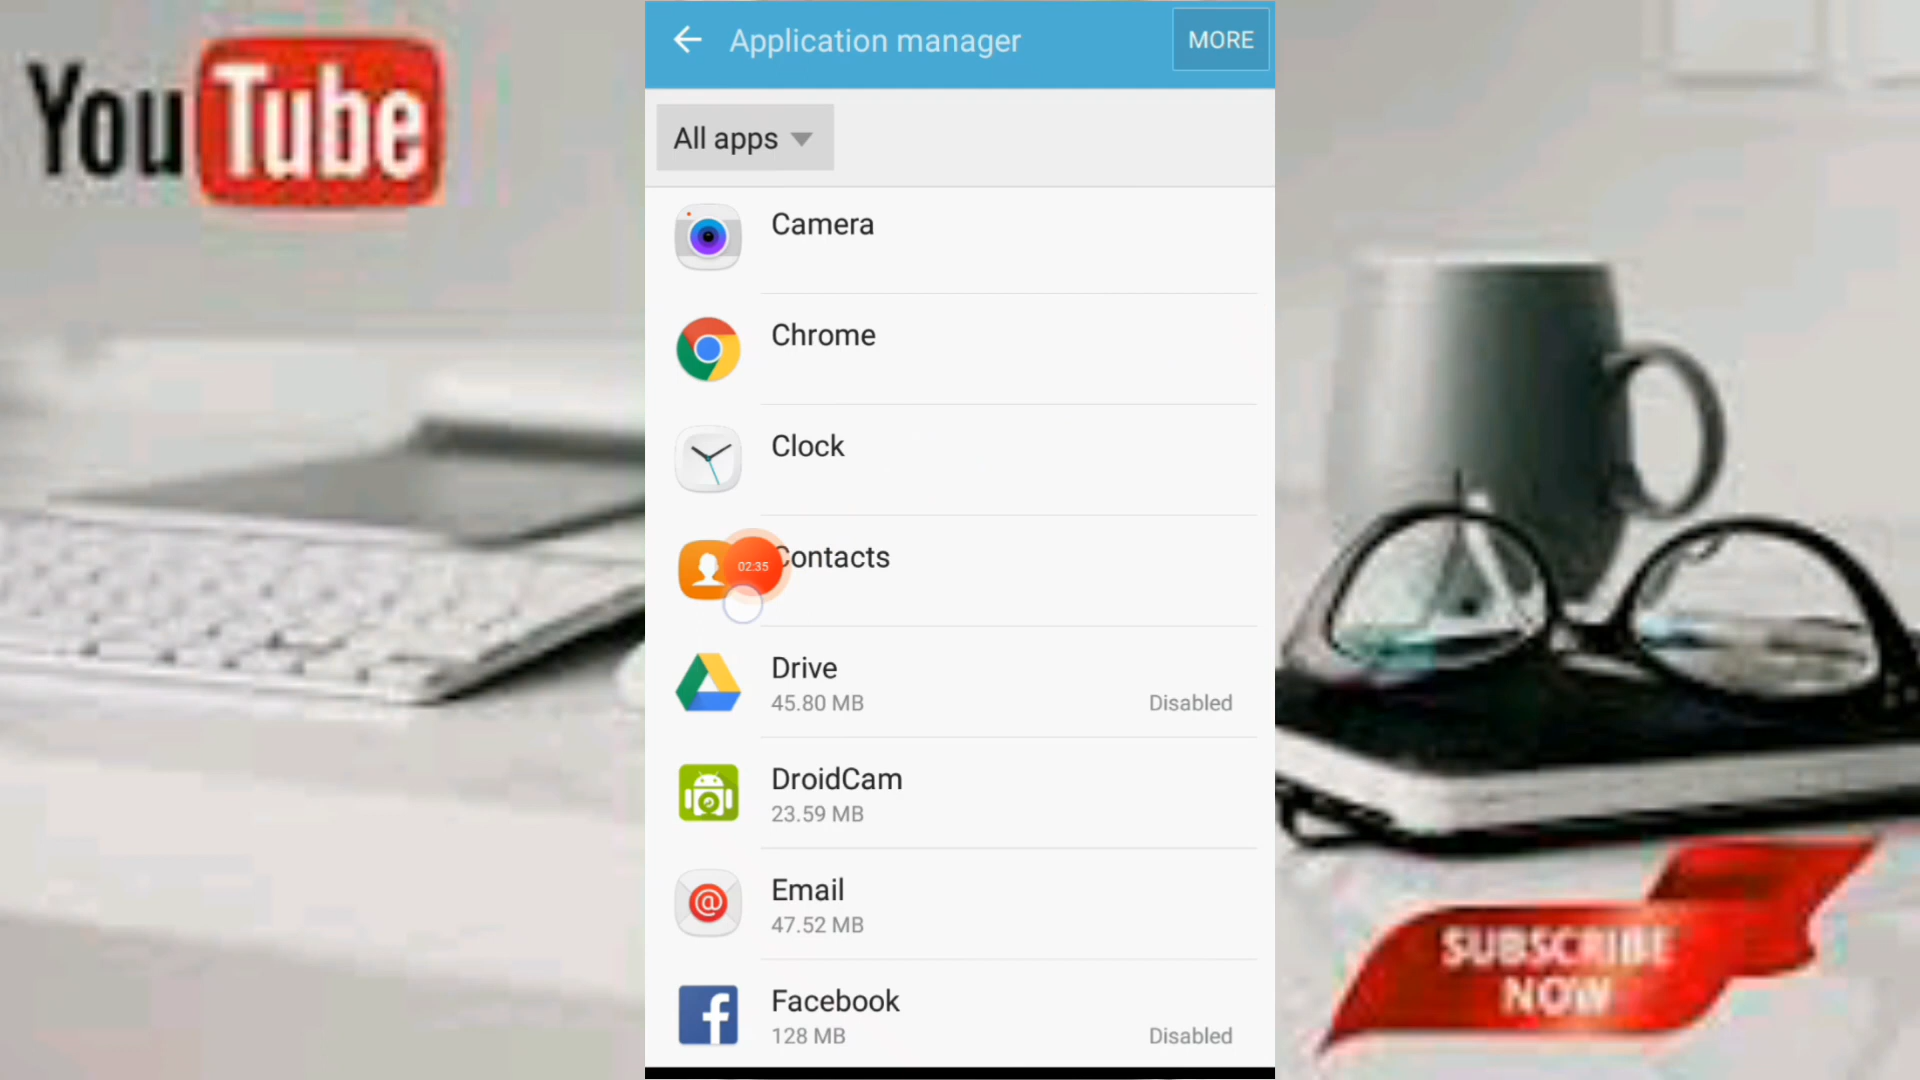 YouTube
Application manager
MORE
All apps
Camera
Chrome
Clock
02:35
Contacts
Drive
45.80 MB
Disabled
DroidCam
23.59 MB
@
Email
47.52 MB
f
Facebook
128 MB
Disabled
SUBSCRIBE
NOW